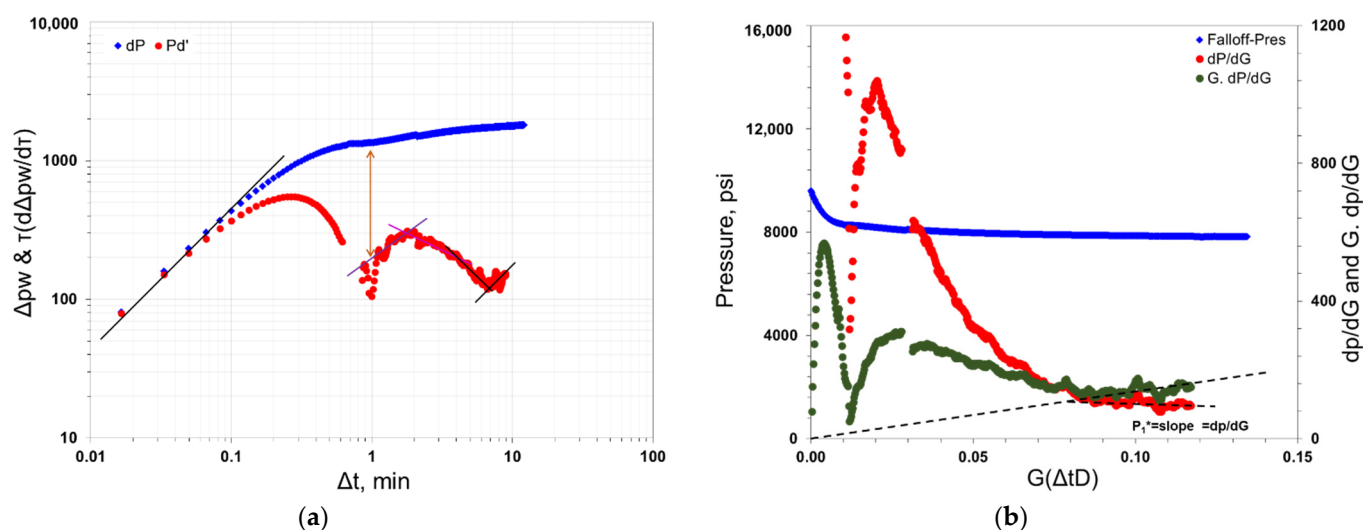 10,000
1000
100
10
0.01
0.1
1
10
100
Δpw & τ(dΔpw/dτ)
Δt, min
dP
Pd'
(a)
16,000
12,000
8000
4000
0
0.00
0.05
0.10
0.15
1200
800
400
0
Pressure, psi
G(ΔtD)
dp/dG and G. dp/dG
Falloff-Pres
dP/dG
G. dP/dG
P₁*=slope =dp/dG
(b)